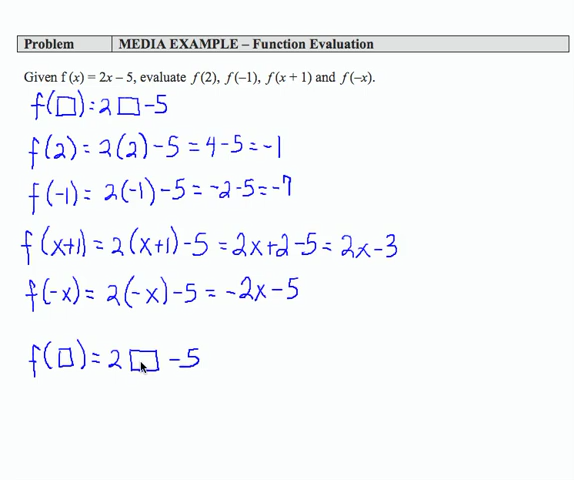 Problem MEDIA EXAMPLE – Function Evaluation
Given f (x) = 2x – 5, evaluate f (2), f (–1), f (x + 1) and f (–x).
f(□) = 2 □ -5
f(2) = 2(2) -5 = 4-5 = -1
f(-1) = 2(-1) -5 = -2-5 = -7
f(x+1) = 2(x+1) -5 = 2x+2-5 = 2x-3
f(-x) = 2(-x) -5 = -2x-5
f(□) = 2 □ -5